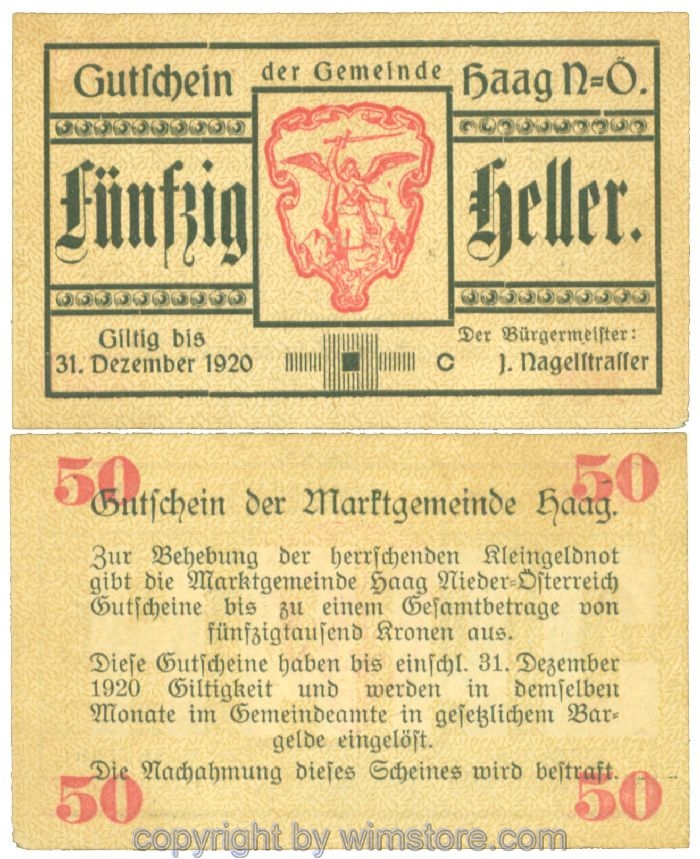 Gutschein der Gemeinde Haag N=Ö.
Fünfzig Heller.
Giltig bis
31. Dezember 1920
C
Der Bürgermeister:
J. Nagelstrasser
50 50
Gutschein der Marktgemeinde Haag.
Zur Behebung der herrschenden Kleingeldnot
gibt die Marktgemeinde Haag Nieder=Österreich
Gutscheine bis zu einem Gesamtbetrage von
fünfzigtausend Kronen aus.
Diese Gutscheine haben bis einschl. 31. Dezember
1920 Giltigkeit und werden in demselben
Monate im Gemeindeamte in gesetzlichem Bar=
gelde eingelöst.
Die Nachahmung dieses Scheines wird bestraft.
50 50
copyright by wimstore.com